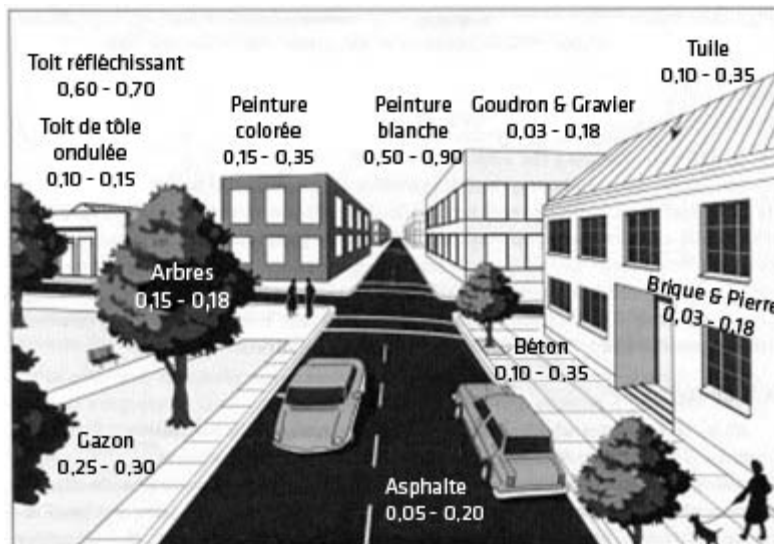 Toit réfléchissant
0,60 - 0,70
Toit de tôle
ondulée
0,10 - 0,15
Peinture
colorée
0,15 - 0,35
Peinture
blanche
0,50 - 0,90
Goudron & Gravier
0,03 - 0,18
Tuile
0,10 - 0,35
Arbres
0,15 - 0,18
Brique & Pierre
0,03 - 0,18
Béton
0,10 - 0,35
Gazon
0,25 - 0,30
Asphalte
0,05 - 0,20